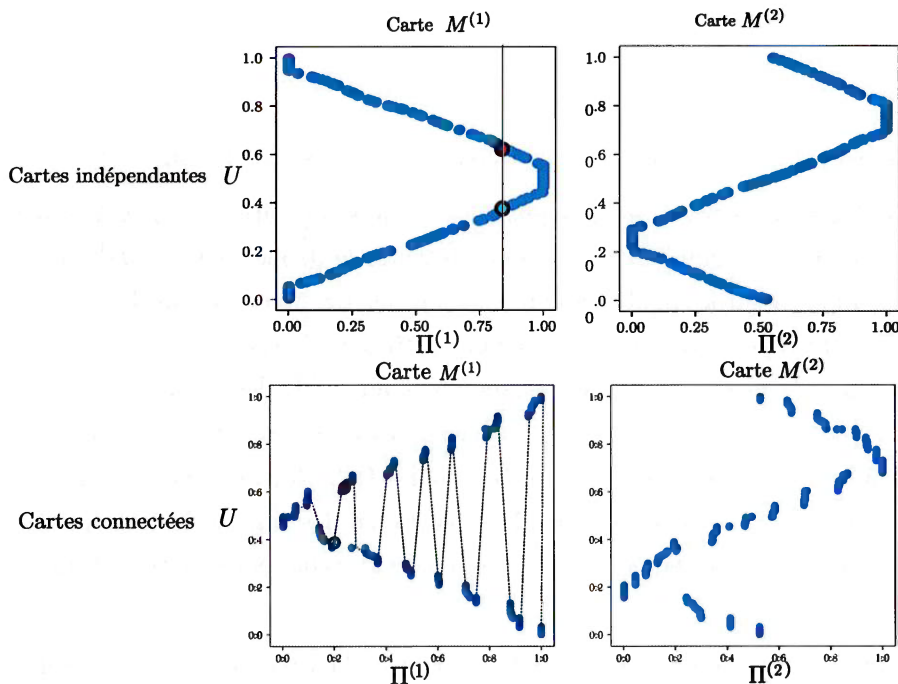 Carte M^{(1)}
Carte M^{(2)}
1.0
0.8
0.6
0.4
0.2
0.0
Cartes indépendantes U
0.00 0.25 0.50 0.75 1.00
Π^{(1)}
1.0
0.8
0·6
0.4
0.2
0.
.0
0
0.00 0.25 0.50 0.75 1.00
Π^{(2)}
Carte M^{(1)}
Carte M^{(2)}
1:0
0:8
0:6
0:4
0:2
0:0
Cartes connectées U
0:0 0:2 0:4 0:6 0:8 1:0
Π^{(1)}
1:0
0:8
0:6
0:4
0:2
0:0
0:0 0:2 0:4 0:6 0:8 1:0
Π^{(2)}